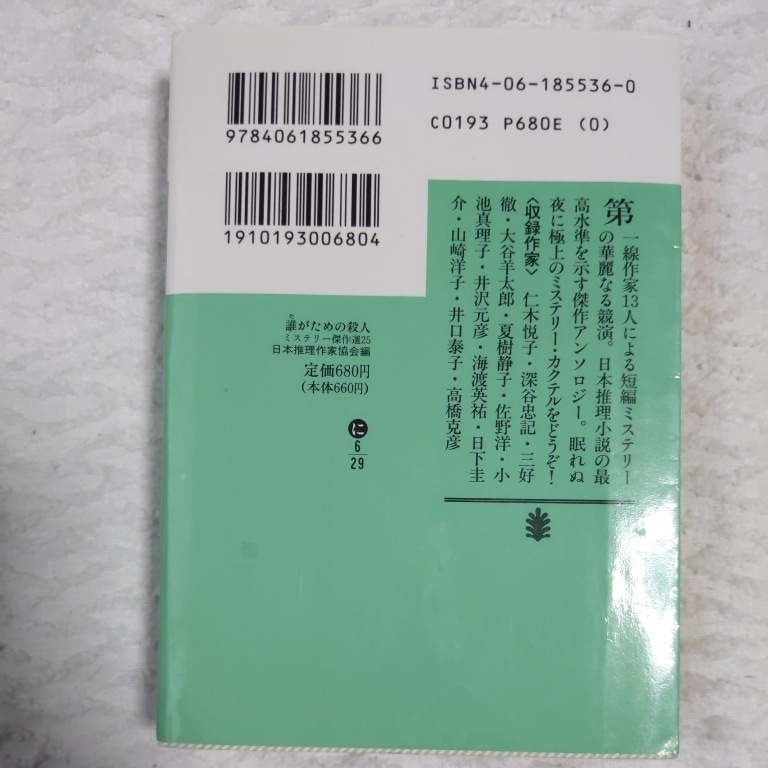 ISBN4-06-185536-0
C0193 P680E (0)
9784061855366
1910193006804
第一線作家13人による短編ミステリー
の華麗なる競演。日本推理小説の最
高水準を示す傑作アンソロジー。眠れぬ
夜に極上のミステリー・カクテルをどうぞ!
〈収録作家〉 仁木悦子・深谷忠記・三好
徹・大谷羊太郎・夏樹静子・佐野洋・小
池真理子・井沢元彦・海渡英祐・日下圭
介・山崎洋子・井口泰子・高橋克彦
た
誰がための殺人
ミステリー傑作選25
日本推理作家協会編
定価680円
(本体660円)
に
6
29